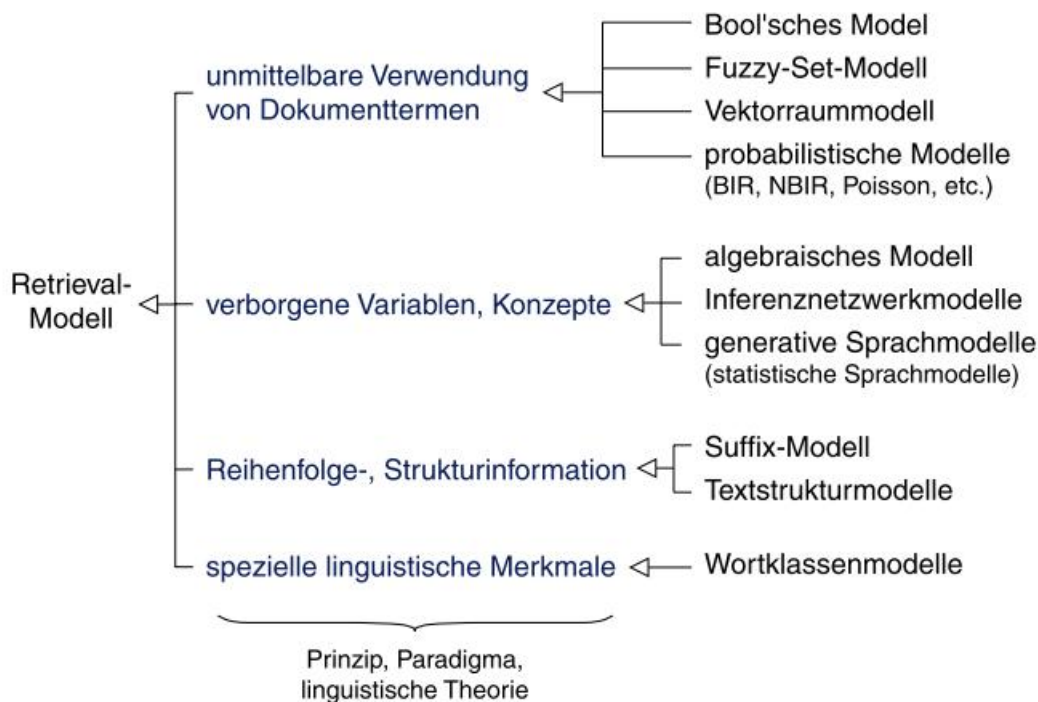 Retrieval-
Modell
unmittelbare Verwendung
von Dokumenttermen
Bool'sches Model
Fuzzy-Set-Modell
Vektorraummodell
probabilistische Modelle
(BIR, NBIR, Poisson, etc.)
verborgene Variablen, Konzepte
algebraisches Modell
Inferenznetzwerkmodelle
generative Sprachmodelle
(statistische Sprachmodelle)
Reihenfolge-, Strukturinformation
Suffix-Modell
Textstrukturmodelle
spezielle linguistische Merkmale
Wortklassenmodelle
Prinzip, Paradigma,
linguistische Theorie